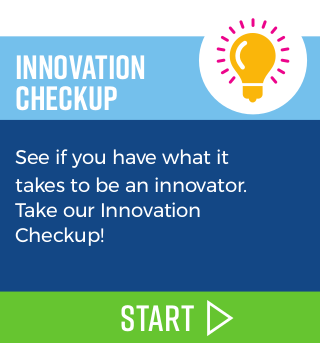 INNOVATION
CHECKUP
See if you have what it
takes to be an innovator.
Take our Innovation
Checkup!
START